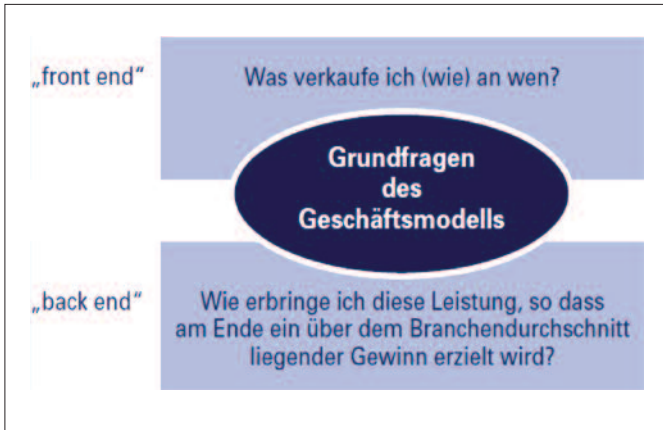 „front end“
Was verkaufe ich (wie) an wen?
Grundfragen
des
Geschäftsmodells
„back end“
Wie erbringe ich diese Leistung, so dass
am Ende ein über dem Branchendurchschnitt
liegender Gewinn erzielt wird?